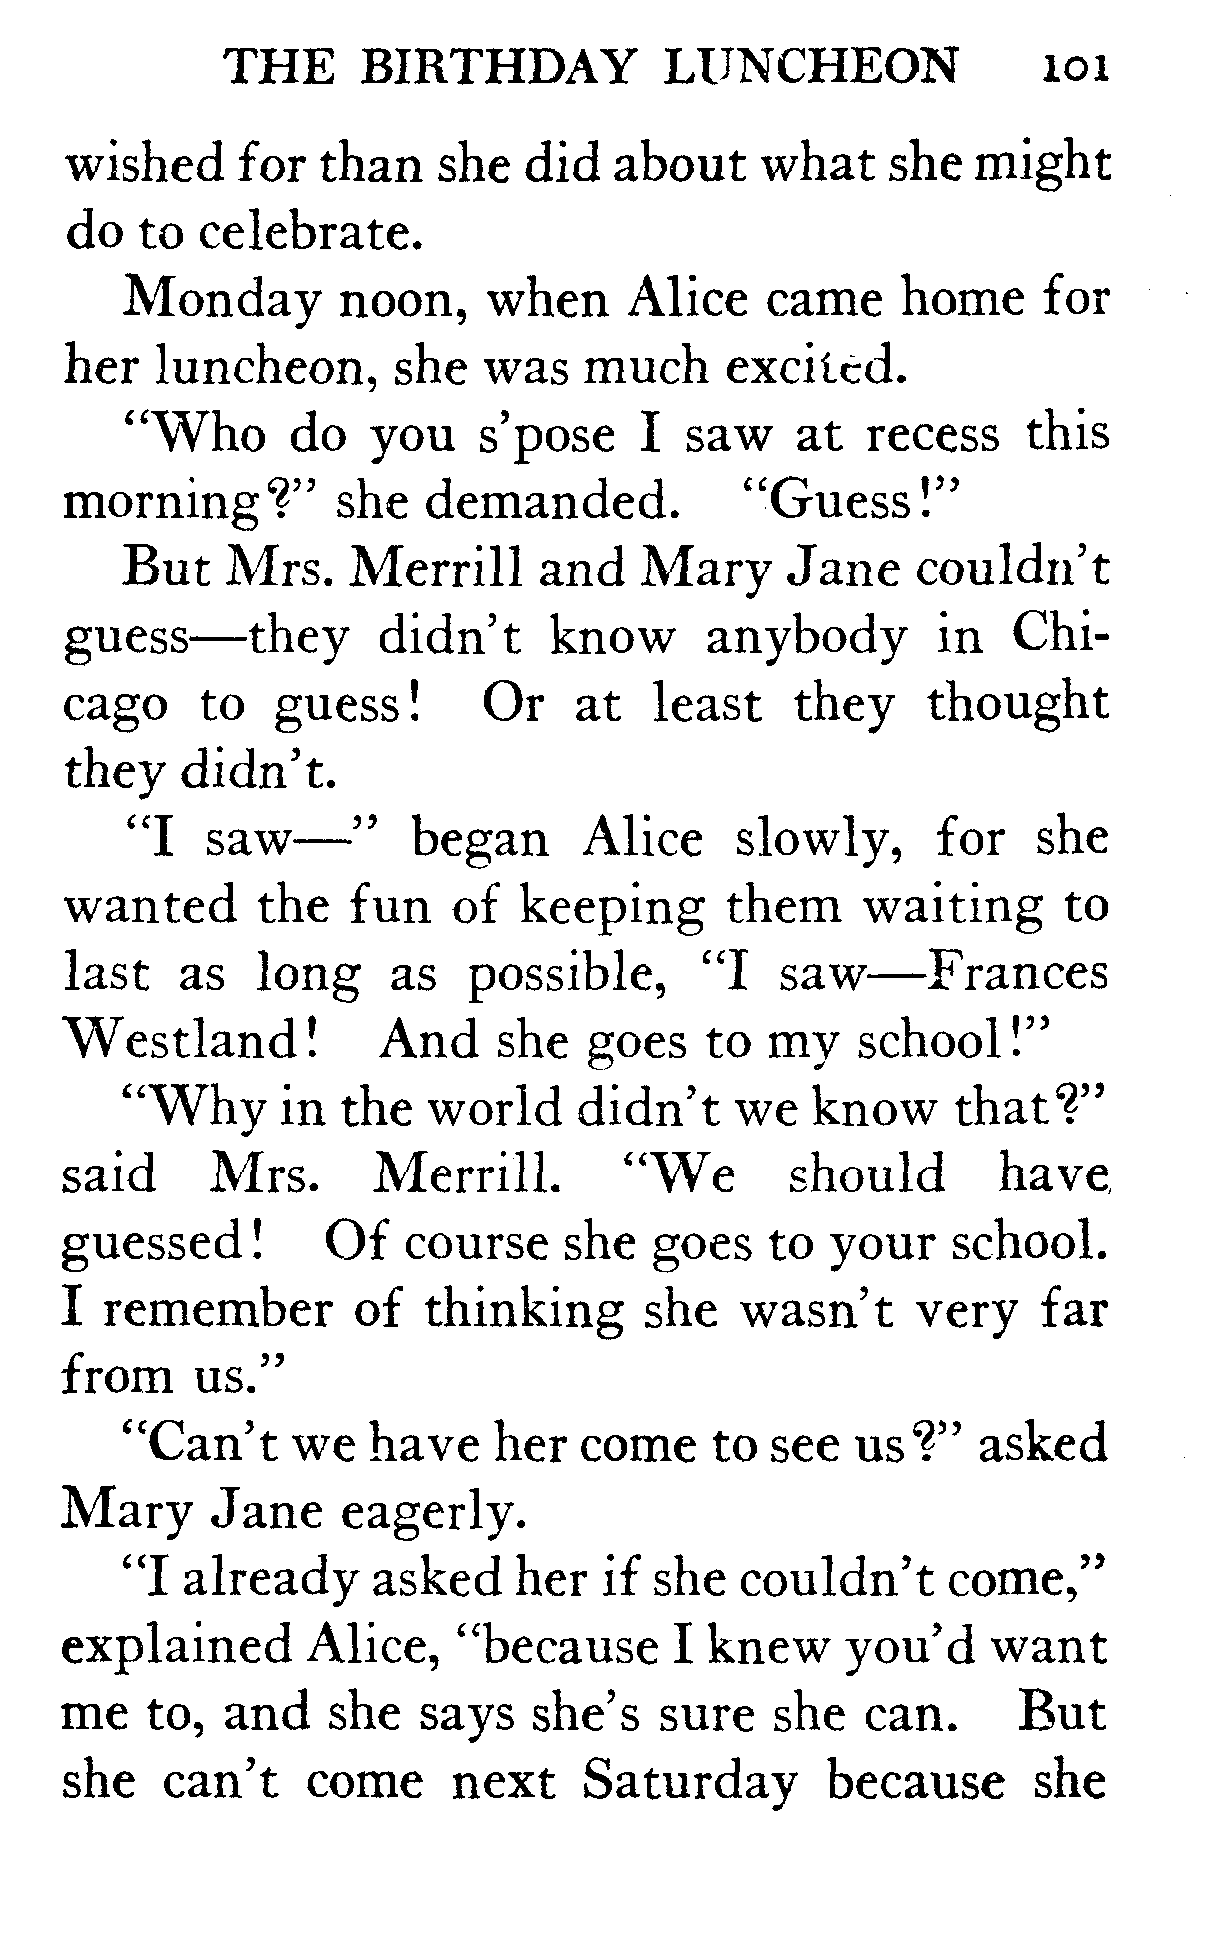 THE BIRTHDAY LUNCHEON 101
wished for than she did about what she might
do to celebrate.
Monday noon, when Alice came home for
her luncheon, she was much excited.
“Who do you s’pose I saw at recess this
morning?” she demanded. “Guess!”
But Mrs. Merrill and Mary Jane couldn’t
guess—they didn’t know anybody in Chi-
cago to guess! Or at least they thought
they didn’t.
“I saw—” began Alice slowly, for she
wanted the fun of keeping them waiting to
last as long as possible, “I saw—Frances
Westland! And she goes to my school!”
“Why in the world didn’t we know that?”
said Mrs. Merrill. “We should have
guessed! Of course she goes to your school.
I remember of thinking she wasn’t very far
from us.”
“Can’t we have her come to see us?” asked
Mary Jane eagerly.
“I already asked her if she couldn’t come,”
explained Alice, “because I knew you’d want
me to, and she says she’s sure she can. But
she can’t come next Saturday because she